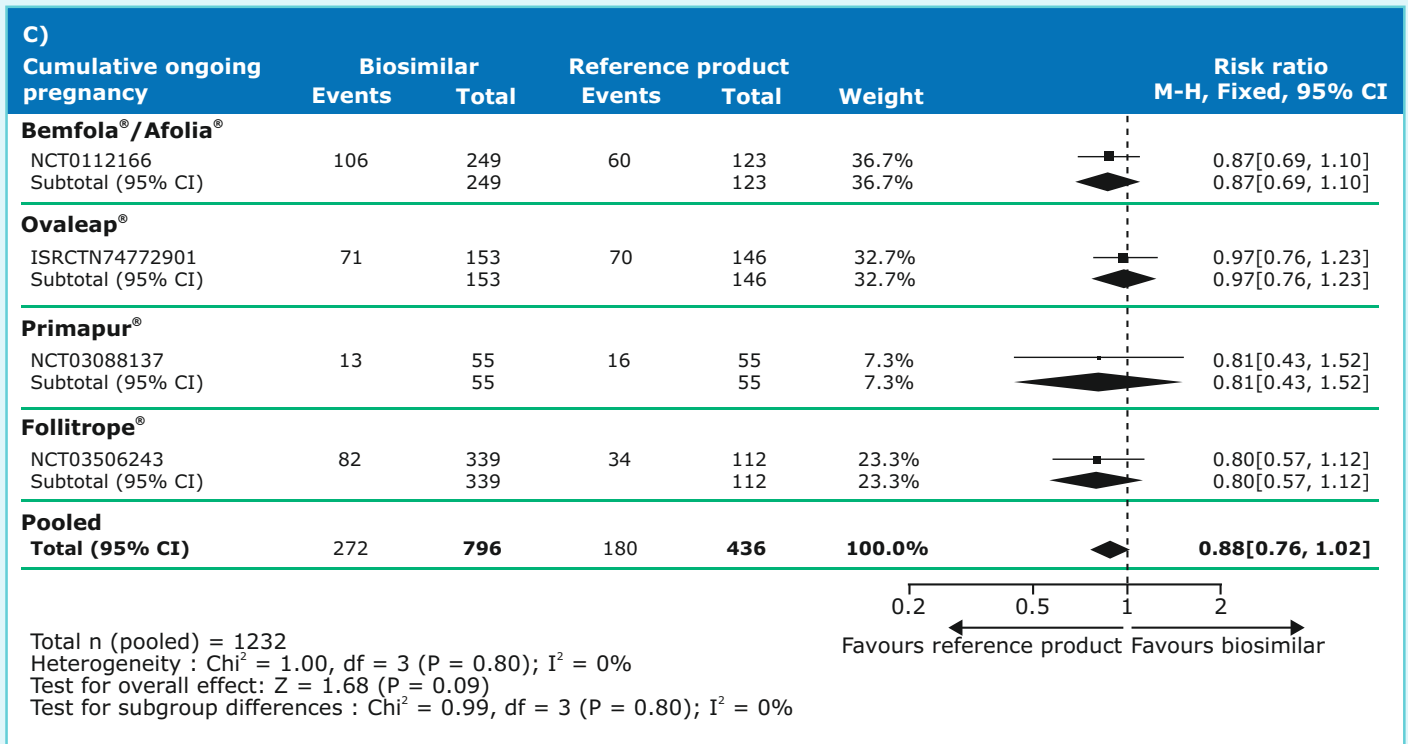 C)
Cumulative ongoing pregnancy Biosimilar Events Total Reference product Events Total Weight Risk ratio M-H, Fixed, 95% CI
Bemfola®/Afolia®
NCT0112166 106 249 60 123 36.7% 0.87[0.69, 1.10]
Subtotal (95% CI) 249 123 36.7% 0.87[0.69, 1.10]
Ovaleap®
ISRCTN74772901 71 153 70 146 32.7% 0.97[0.76, 1.23]
Subtotal (95% CI) 153 146 32.7% 0.97[0.76, 1.23]
Primapur®
NCT03088137 13 55 16 55 7.3% 0.81[0.43, 1.52]
Subtotal (95% CI) 55 55 7.3% 0.81[0.43, 1.52]
Follitrope®
NCT03506243 82 339 34 112 23.3% 0.80[0.57, 1.12]
Subtotal (95% CI) 339 112 23.3% 0.80[0.57, 1.12]
Pooled
Total (95% CI) 272 796 180 436 100.0% 0.88[0.76, 1.02]
0.2 0.5 1 2
Favours reference product Favours biosimilar
Total n (pooled) = 1232
Heterogeneity : Chi² = 1.00, df = 3 (P = 0.80); I² = 0%
Test for overall effect: Z = 1.68 (P = 0.09)
Test for subgroup differences : Chi² = 0.99, df = 3 (P = 0.80); I² = 0%